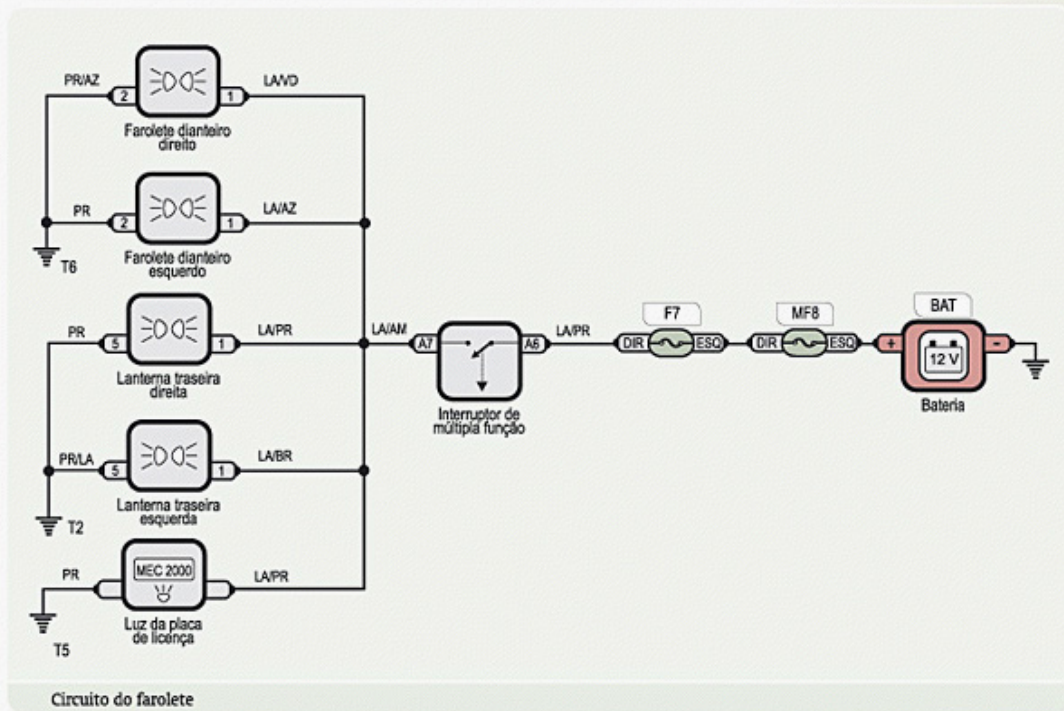 PR/AZ
2
1
LA/VD
Farolete dianteiro
direito
PR
2
1
LA/AZ
Farolete dianteiro
esquerdo
T6
PR
5
1
LA/PR
Lanterna traseira
direita
PR/LA
5
1
LA/BR
Lanterna traseira
esquerda
T2
PR
MEC 2000
LA/PR
Luz da placa
de licença
T5
LA/AM
A7
A6
LA/PR
Interruptor de
múltipla função
F7
DIR
ESQ
MF8
DIR
ESQ
BAT
+
12 V
-
Bateria
Circuito do farolete